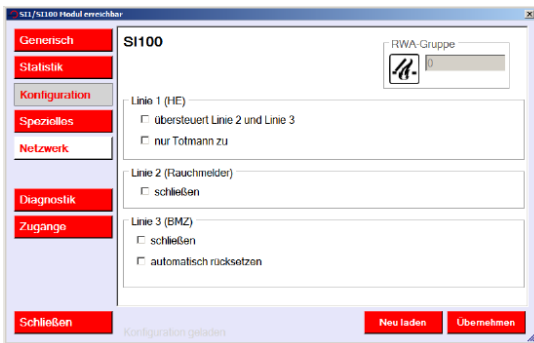 SI1/SI100 Modul erreichbar
Generisch
Statistik
Konfiguration
Spezielles
Netzwerk
Diagnostik
Zugänge
Schließen
SI100
RWA-Gruppe
0
Linie 1 (HE)
übersteuert Linie 2 und Linie 3
nur Totmann zu
Linie 2 (Rauchmelder)
schließen
Linie 3 (BMZ)
schließen
automatisch rücksetzen
Konfiguration geladen
Neu laden
Übernehmen